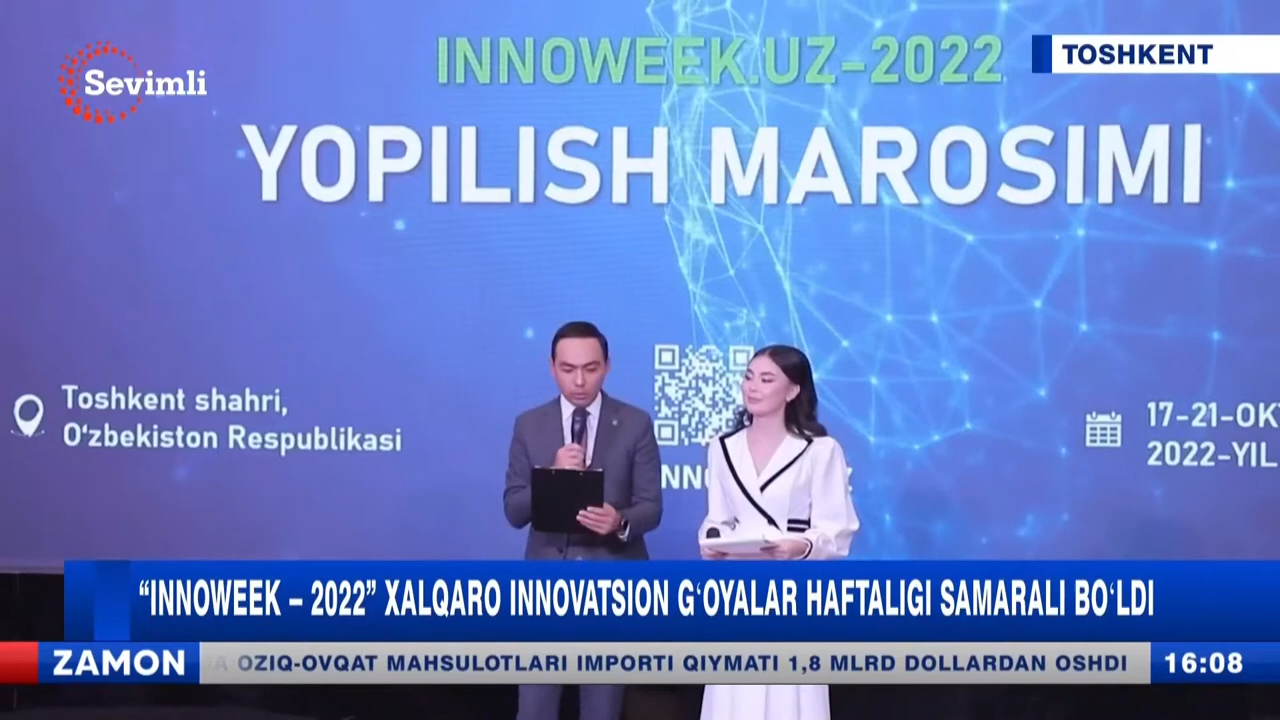 INNOWEEK.UZ-2022
TOSHKENT
Sevimli
YOPILISH MAROSIMI
Toshkent shahri,
O‘zbekiston Respublikasi
17-21-OK
2022-YIL
“INNOWEEK – 2022” XALQARO INNOVATSION G‘OYALAR HAFTALIGI SAMARALI BO‘LDI
ZAMON
OZIQ-OVQAT MAHSULOTLARI IMPORTI QIYMATI 1,8 MLRD DOLLARDAN OSHDI
16:08